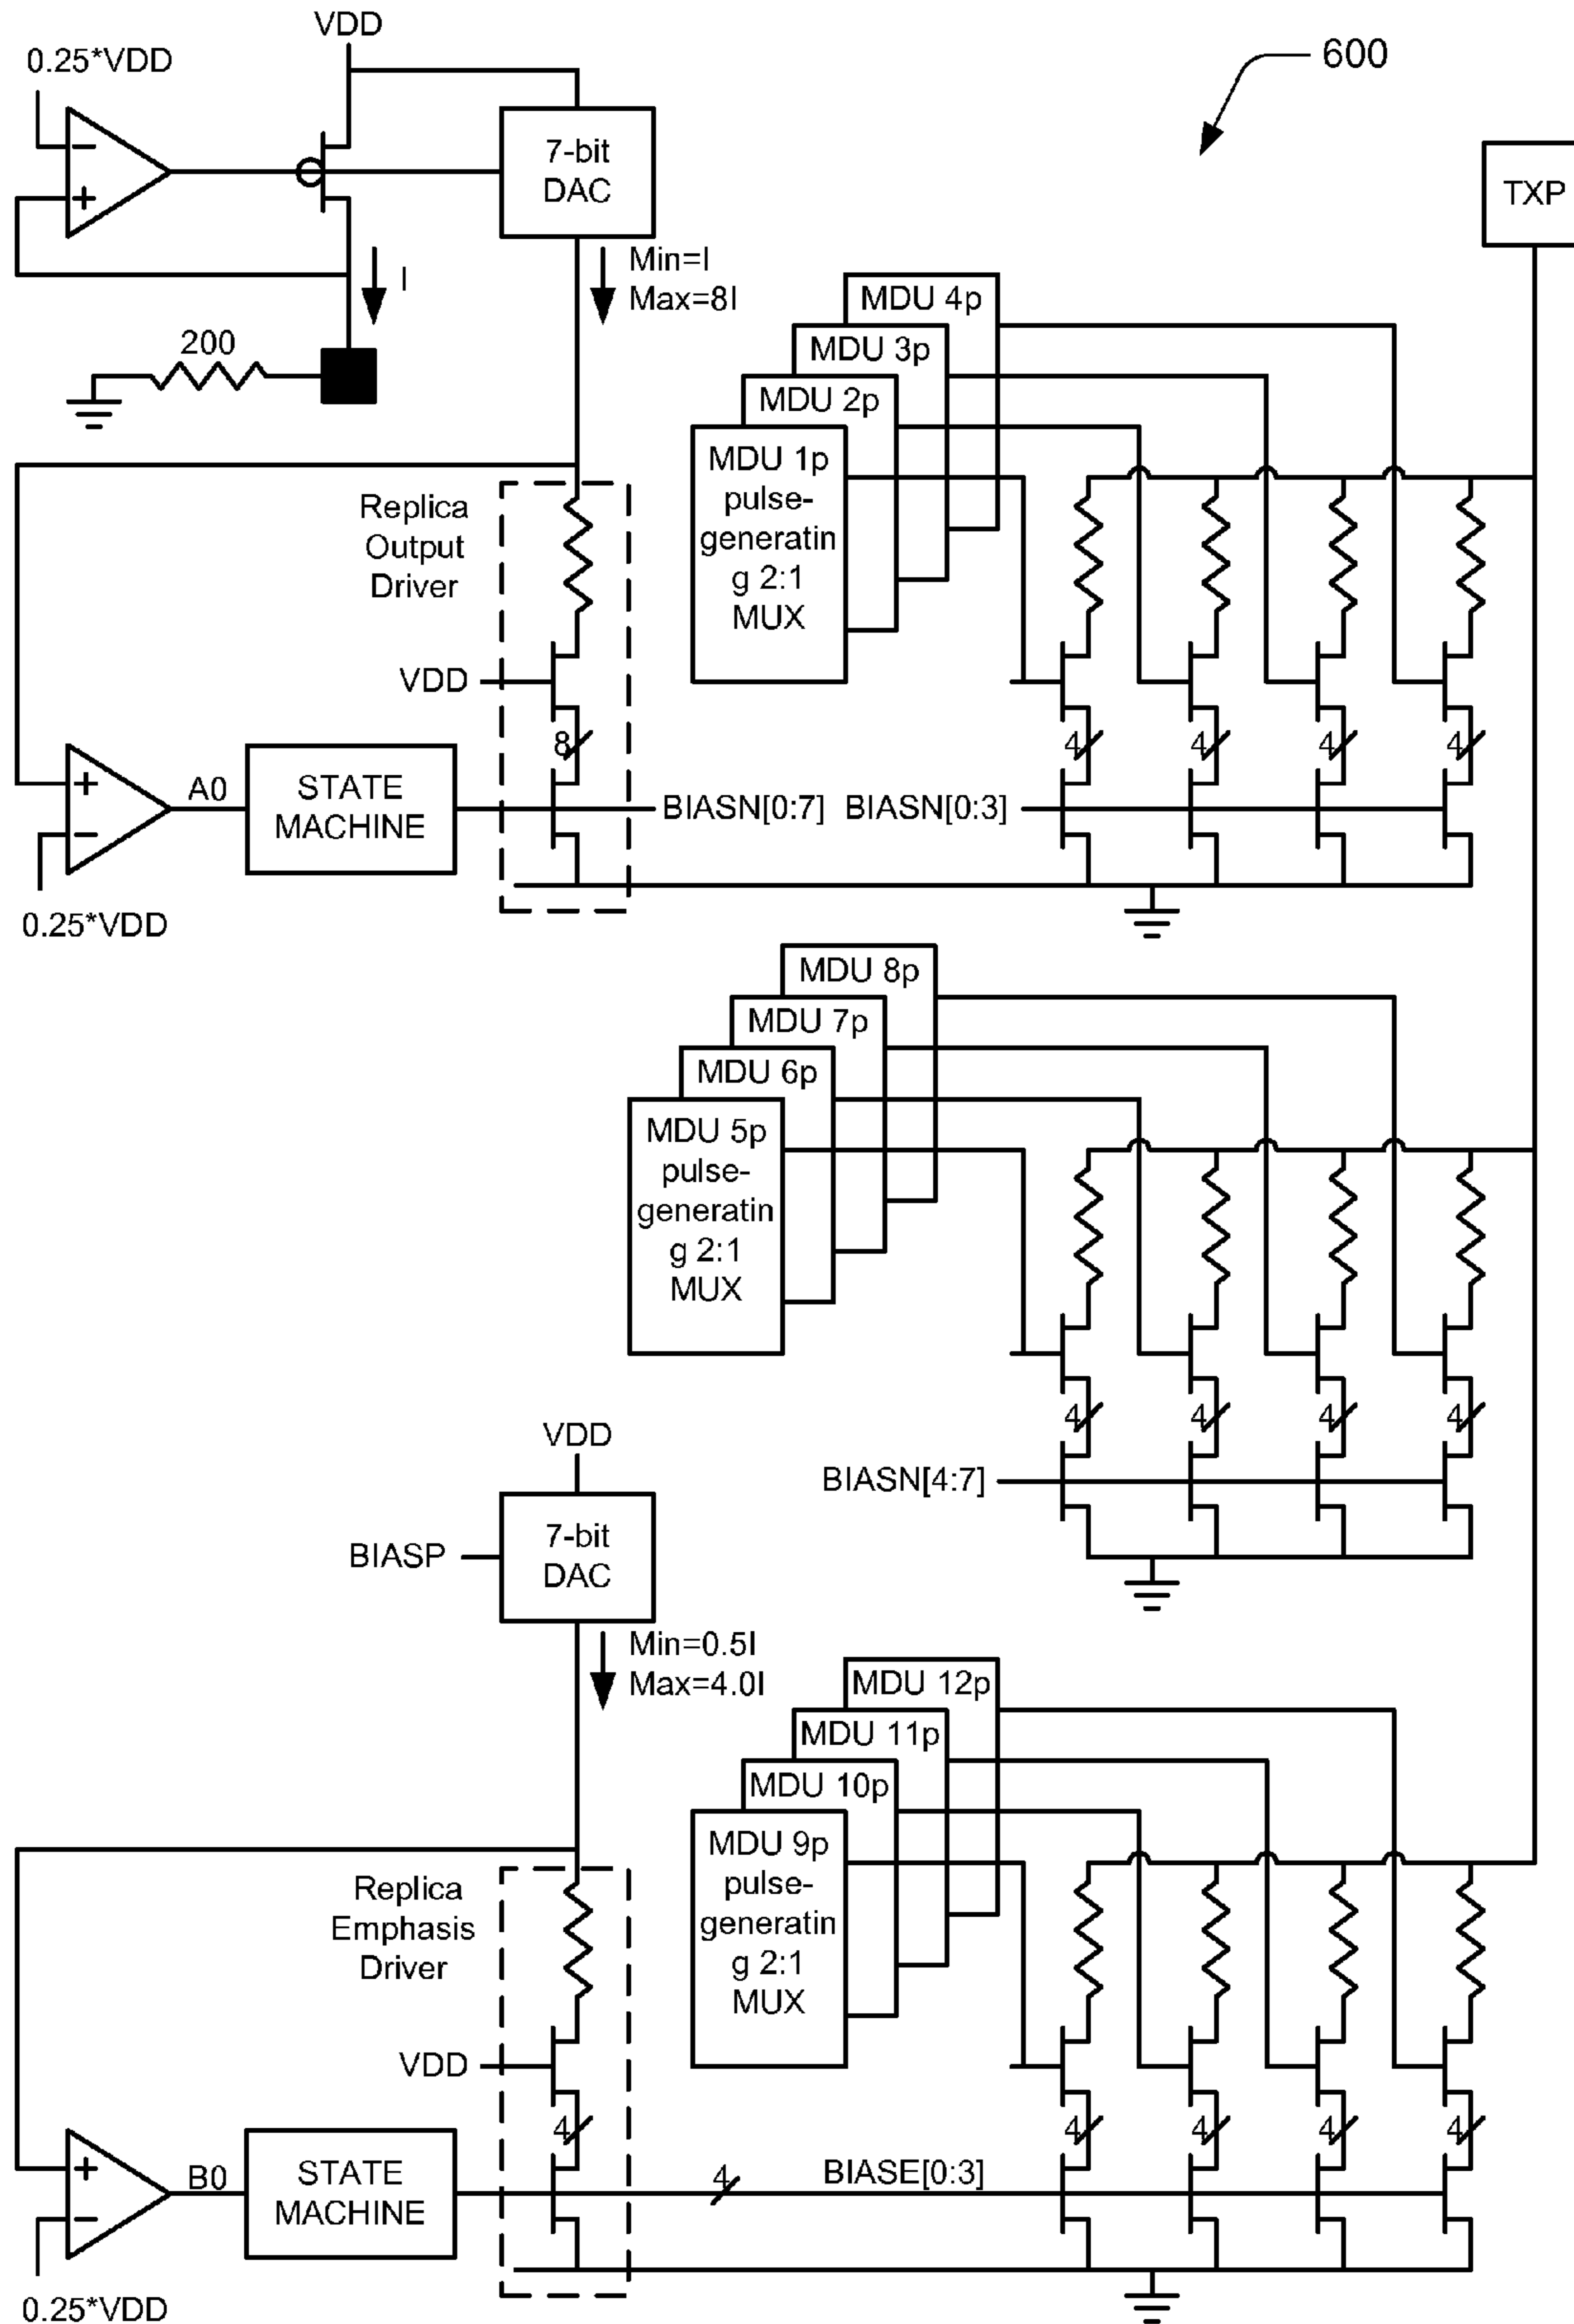 VDD
0.25*VDD
600
7-bit
DAC
TXP
−
+
I
Min=I
Max=8I
200
MDU 4p
MDU 3p
MDU 2p
MDU 1p
pulse-
generatin
g 2:1
MUX
Replica
Output
Driver
VDD
8
4
4
4
4
+
−
A0
STATE
MACHINE
BIASN[0:7]
BIASN[0:3]
0.25*VDD
MDU 8p
MDU 7p
MDU 6p
MDU 5p
pulse-
generatin
g 2:1
MUX
4
4
4
4
BIASN[4:7]
VDD
BIASP
7-bit
DAC
Min=0.5I
Max=4.0I
MDU 12p
MDU 11p
MDU 10p
MDU 9p
pulse-
generatin
g 2:1
MUX
Replica
Emphasis
Driver
VDD
4
4
4
4
4
+
−
B0
STATE
MACHINE
4
BIASE[0:3]
0.25*VDD